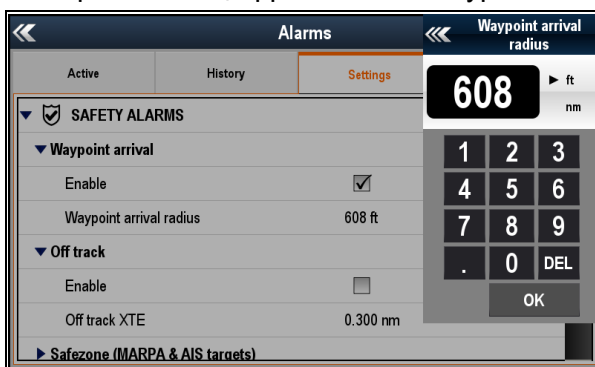 Alarms
Active History Settings
SAFETY ALARMS
Waypoint arrival
Enable
Waypoint arrival radius 608 ft
Off track
Enable
Off track XTE 0.300 nm
Safezone (MARPA & AIS targets)
Waypoint arrival
radius
608 ft
nm
1 2 3
4 5 6
7 8 9
. 0 DEL
OK